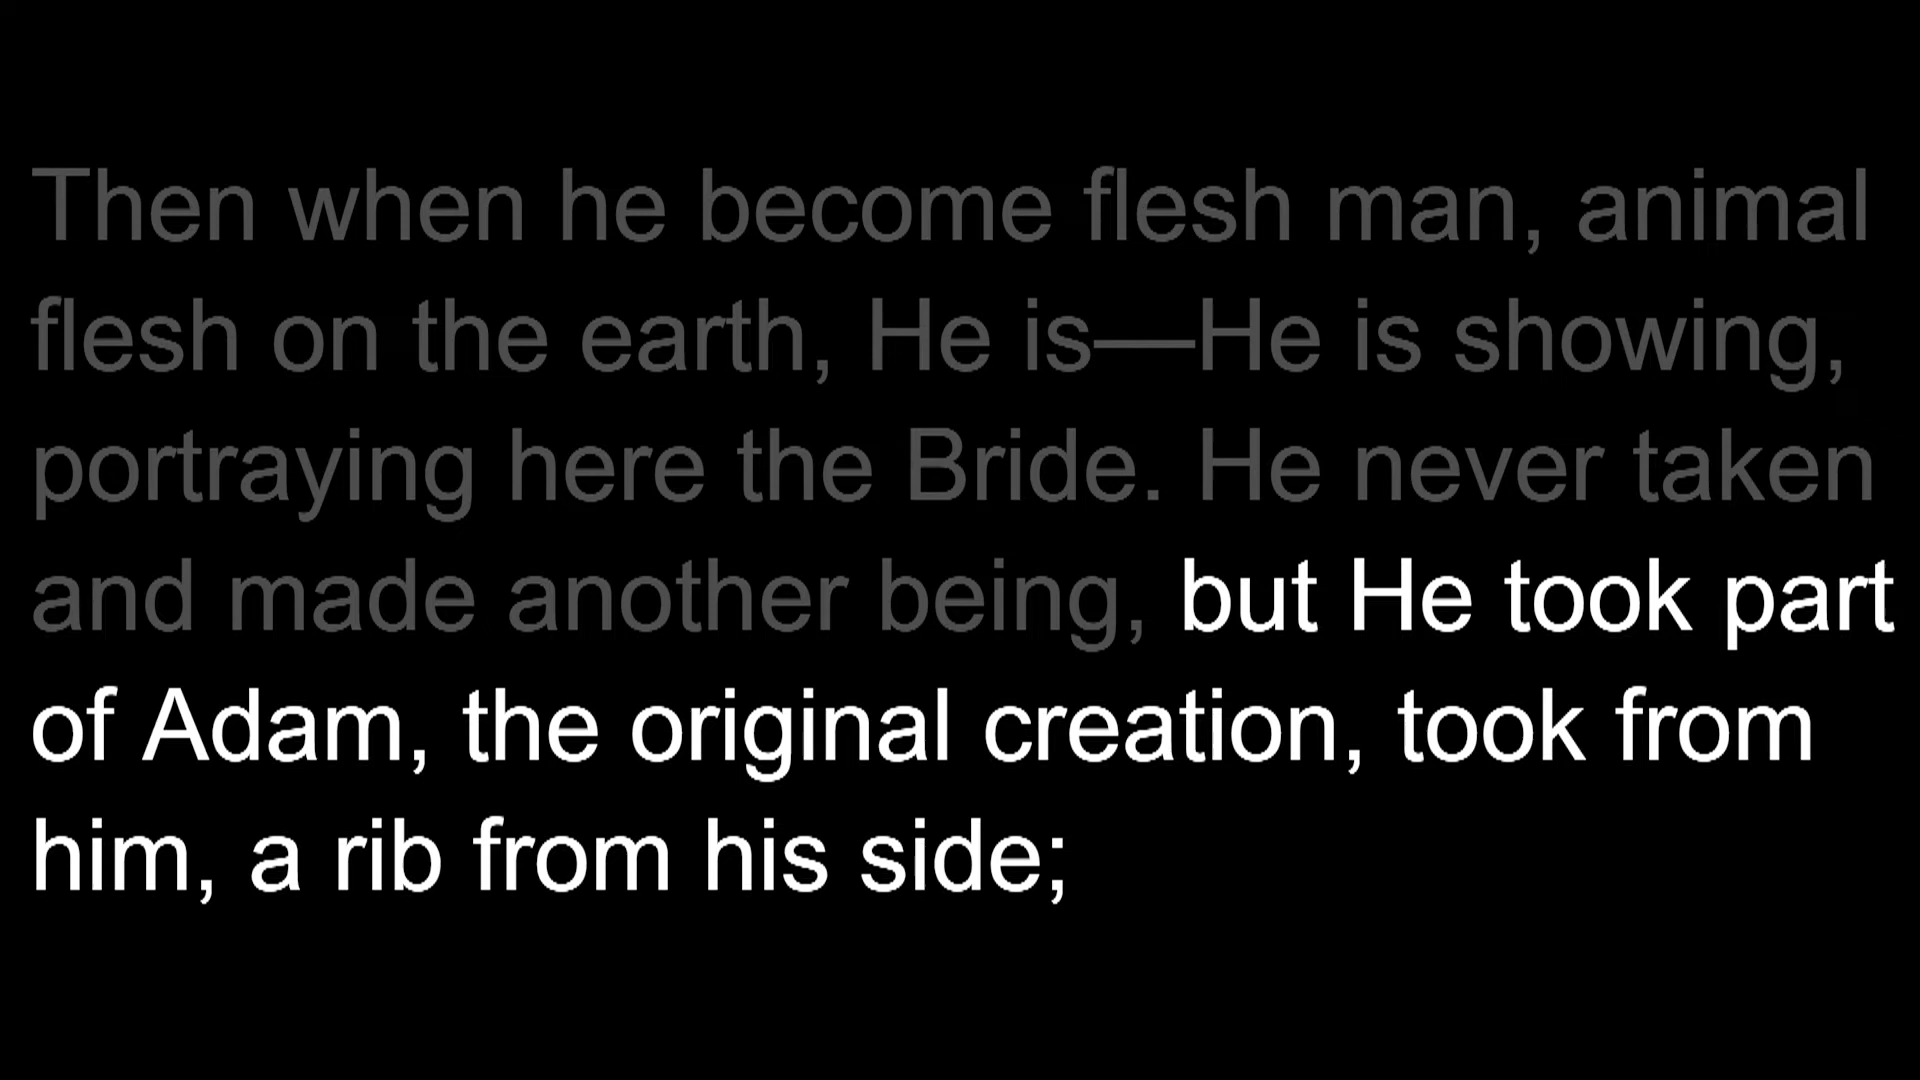 Then when he become flesh man, animal
flesh on the earth, He is—He is showing,
portraying here the Bride. He never taken
and made another being, but He took part
of Adam, the original creation, took from
him, a rib from his side;